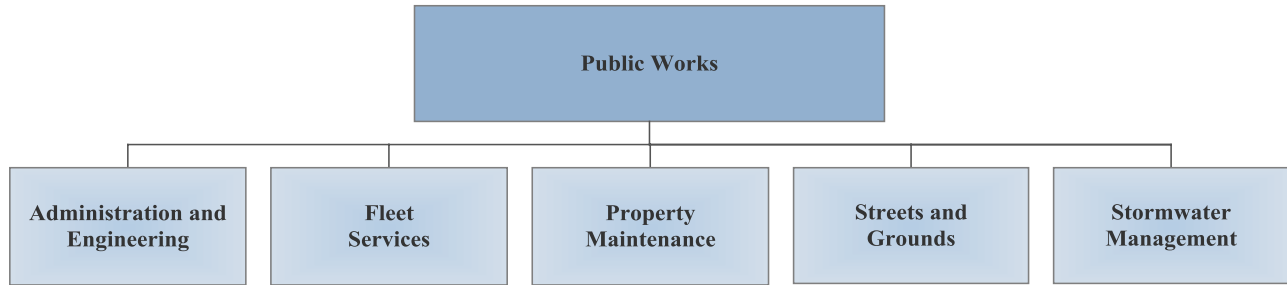 Public Works
Administration and
Engineering
Fleet
Services
Property
Maintenance
Streets and
Grounds
Stormwater
Management